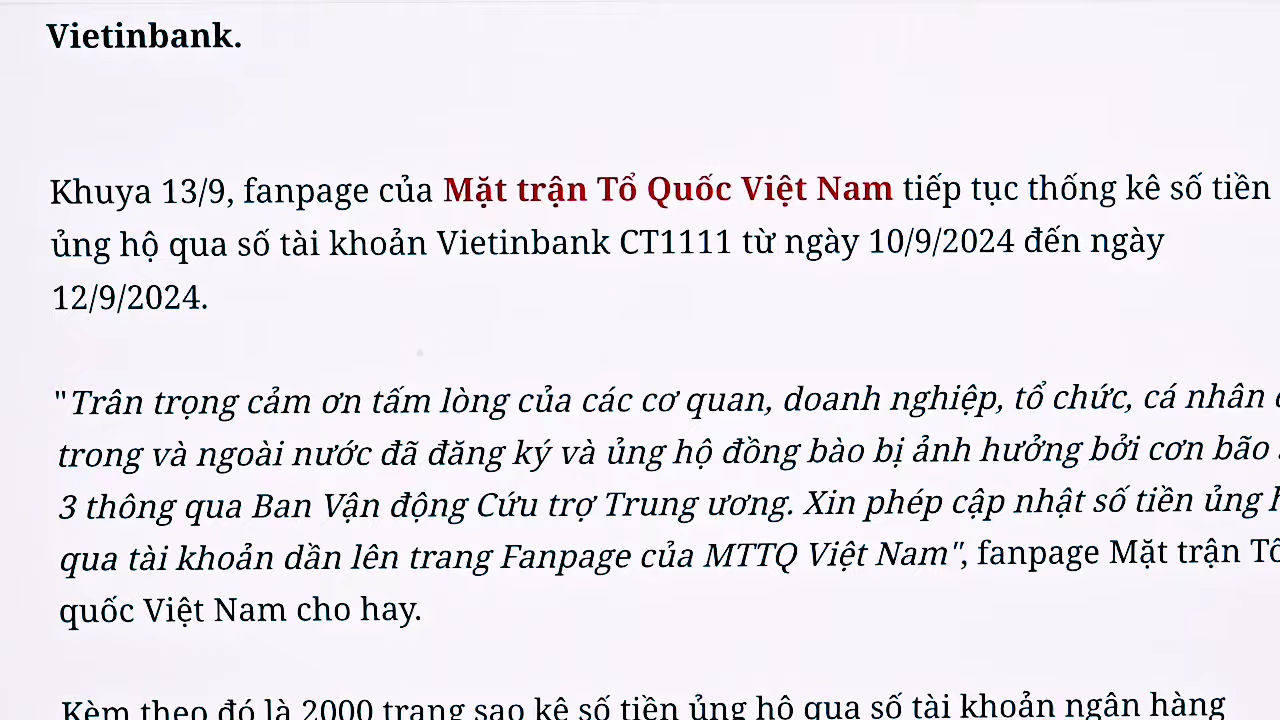 Vietinbank.
Khuya 13/9, fanpage của Mặt trận Tổ Quốc Việt Nam tiếp tục thống kê số tiền
ủng hộ qua số tài khoản Vietinbank CT1111 từ ngày 10/9/2024 đến ngày
12/9/2024.
"Trân trọng cảm ơn tấm lòng của các cơ quan, doanh nghiệp, tổ chức, cá nhân
trong và ngoài nước đã đăng ký và ủng hộ đồng bào bị ảnh hưởng bởi cơn bão
3 thông qua Ban Vận động Cứu trợ Trung ương. Xin phép cập nhật số tiền ủng
qua tài khoản dần lên trang Fanpage của MTTQ Việt Nam", fanpage Mặt trận Tổ
quốc Việt Nam cho hay.
Kèm theo đó là 2000 trang sao kê số tiền ủng hộ qua số tài khoản ngân hàng